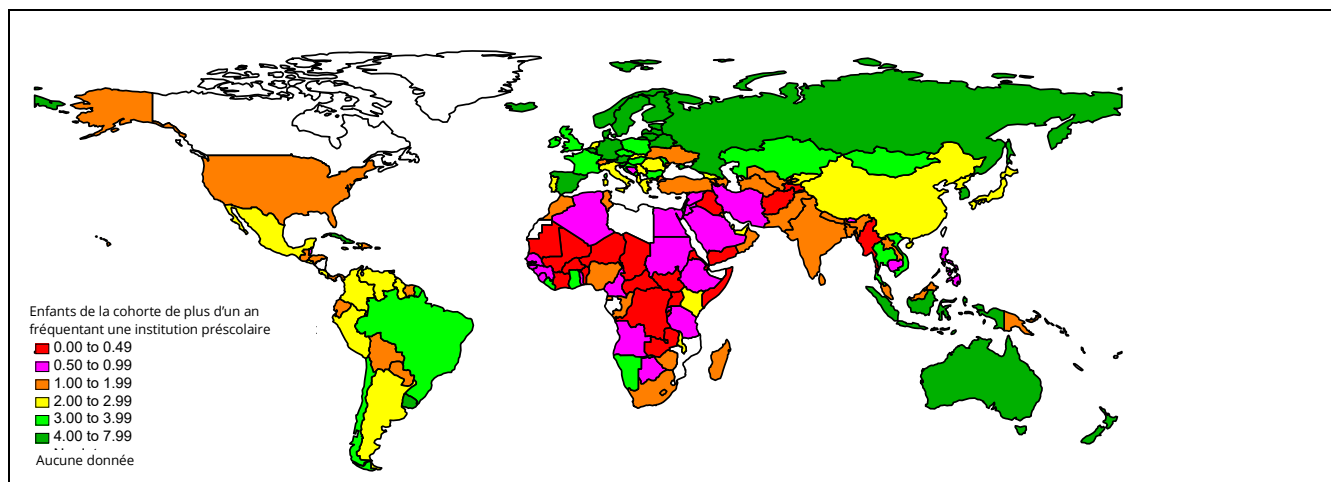 Enfants de la cohorte de plus d’un an
fréquentant une institution préscolaire :
0.00 to 0.49
0.50 to 0.99
1.00 to 1.99
2.00 to 2.99
3.00 to 3.99
4.00 to 7.99
Aucune donnée